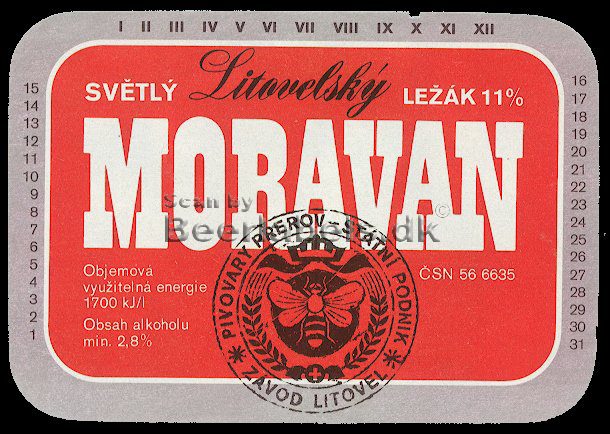 I II III IV V VI VII VIII IX X XI XII
SVĚTLÝ Litovelský LEŽÁK 11%
MORAVAN
Scan by
Beerlabels.dk ©
PIVOVARY PŘEROV – STÁTNÍ PODNIK
ZÁVOD LITOVEL
Objemová
využitelná energie
1700 kJ/l
Obsah alkoholu
min. 2,8%
ČSN 56 6635
15
14
13
12
11
10
9
8
7
6
5
4
3
2
1
16
17
18
19
20
21
22
23
24
25
26
27
28
29
30
31